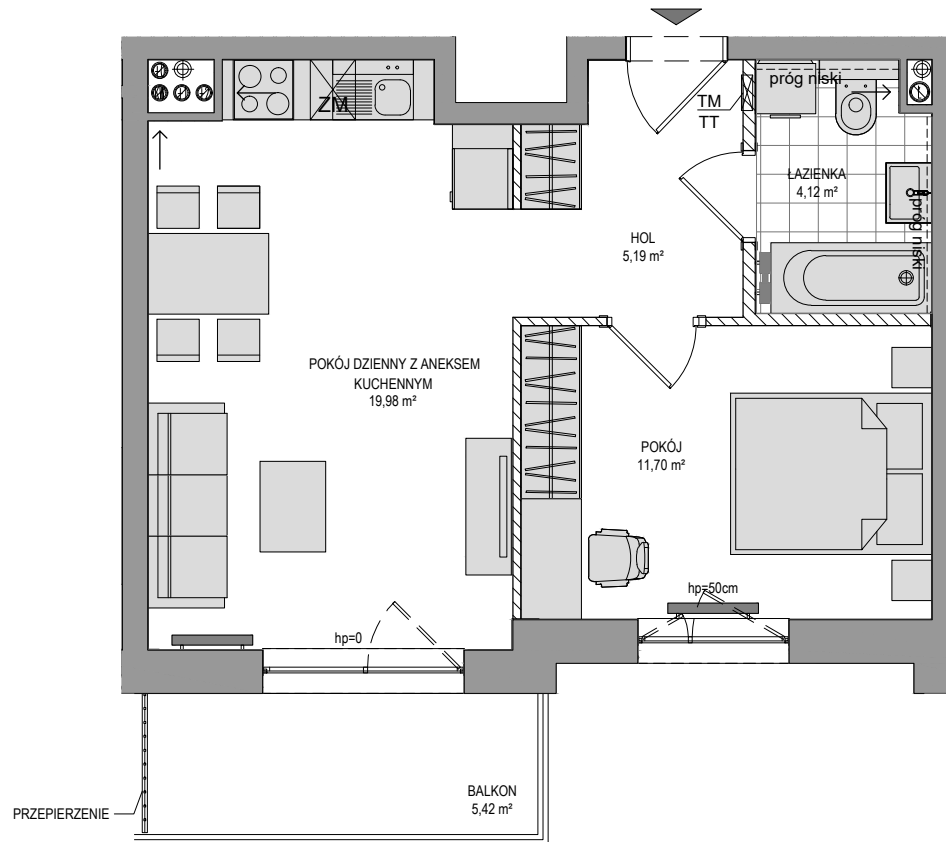 próg niski
ZM
TM
TT
ŁAZIENKA
4,12 m²
próg niski
HOL
5,19 m²
POKÓJ DZIENNY Z ANEKSEM
KUCHENNYM
19,98 m²
POKÓJ
11,70 m²
hp=50cm
hp=0
BALKON
5,42 m²
PRZEPIERZENIE